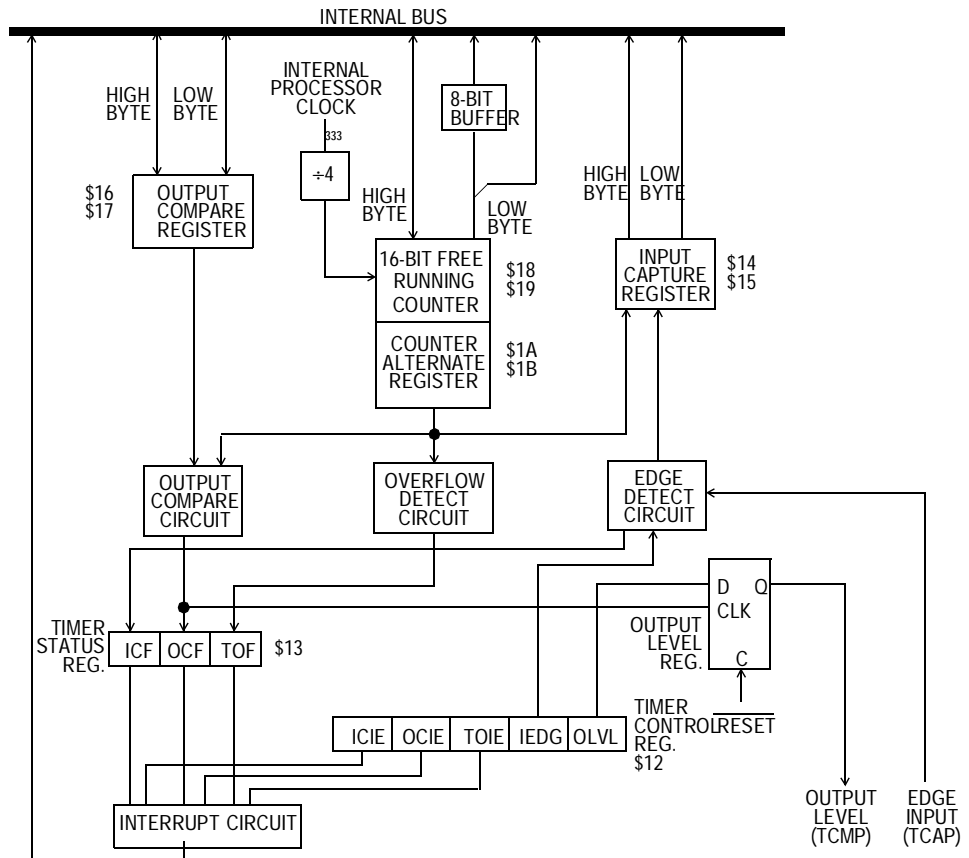 INTERNAL BUS
HIGH
BYTE
LOW
BYTE
INTERNAL
PROCESSOR
CLOCK
333
÷4
8-BIT
BUFFER
HIGH
BYTE
LOW
BYTE
HIGH
BYTE
LOW
BYTE
$16
$17
OUTPUT
COMPARE
REGISTER
16-BIT FREE
RUNNING
COUNTER
$18
$19
COUNTER
ALTERNATE
REGISTER
$1A
$1B
INPUT
CAPTURE
REGISTER
$14
$15
OUTPUT
COMPARE
CIRCUIT
OVERFLOW
DETECT
CIRCUIT
EDGE
DETECT
CIRCUIT
D Q
CLK
C
OUTPUT
LEVEL
REG.
RESET
TIMER
STATUS
REG.
ICF OCF TOF
$13
ICIE OCIE TOIE IEDG OLVL
TIMER
CONTROL
REG.
$12
INTERRUPT CIRCUIT
OUTPUT
LEVEL
(TCMP)
EDGE
INPUT
(TCAP)